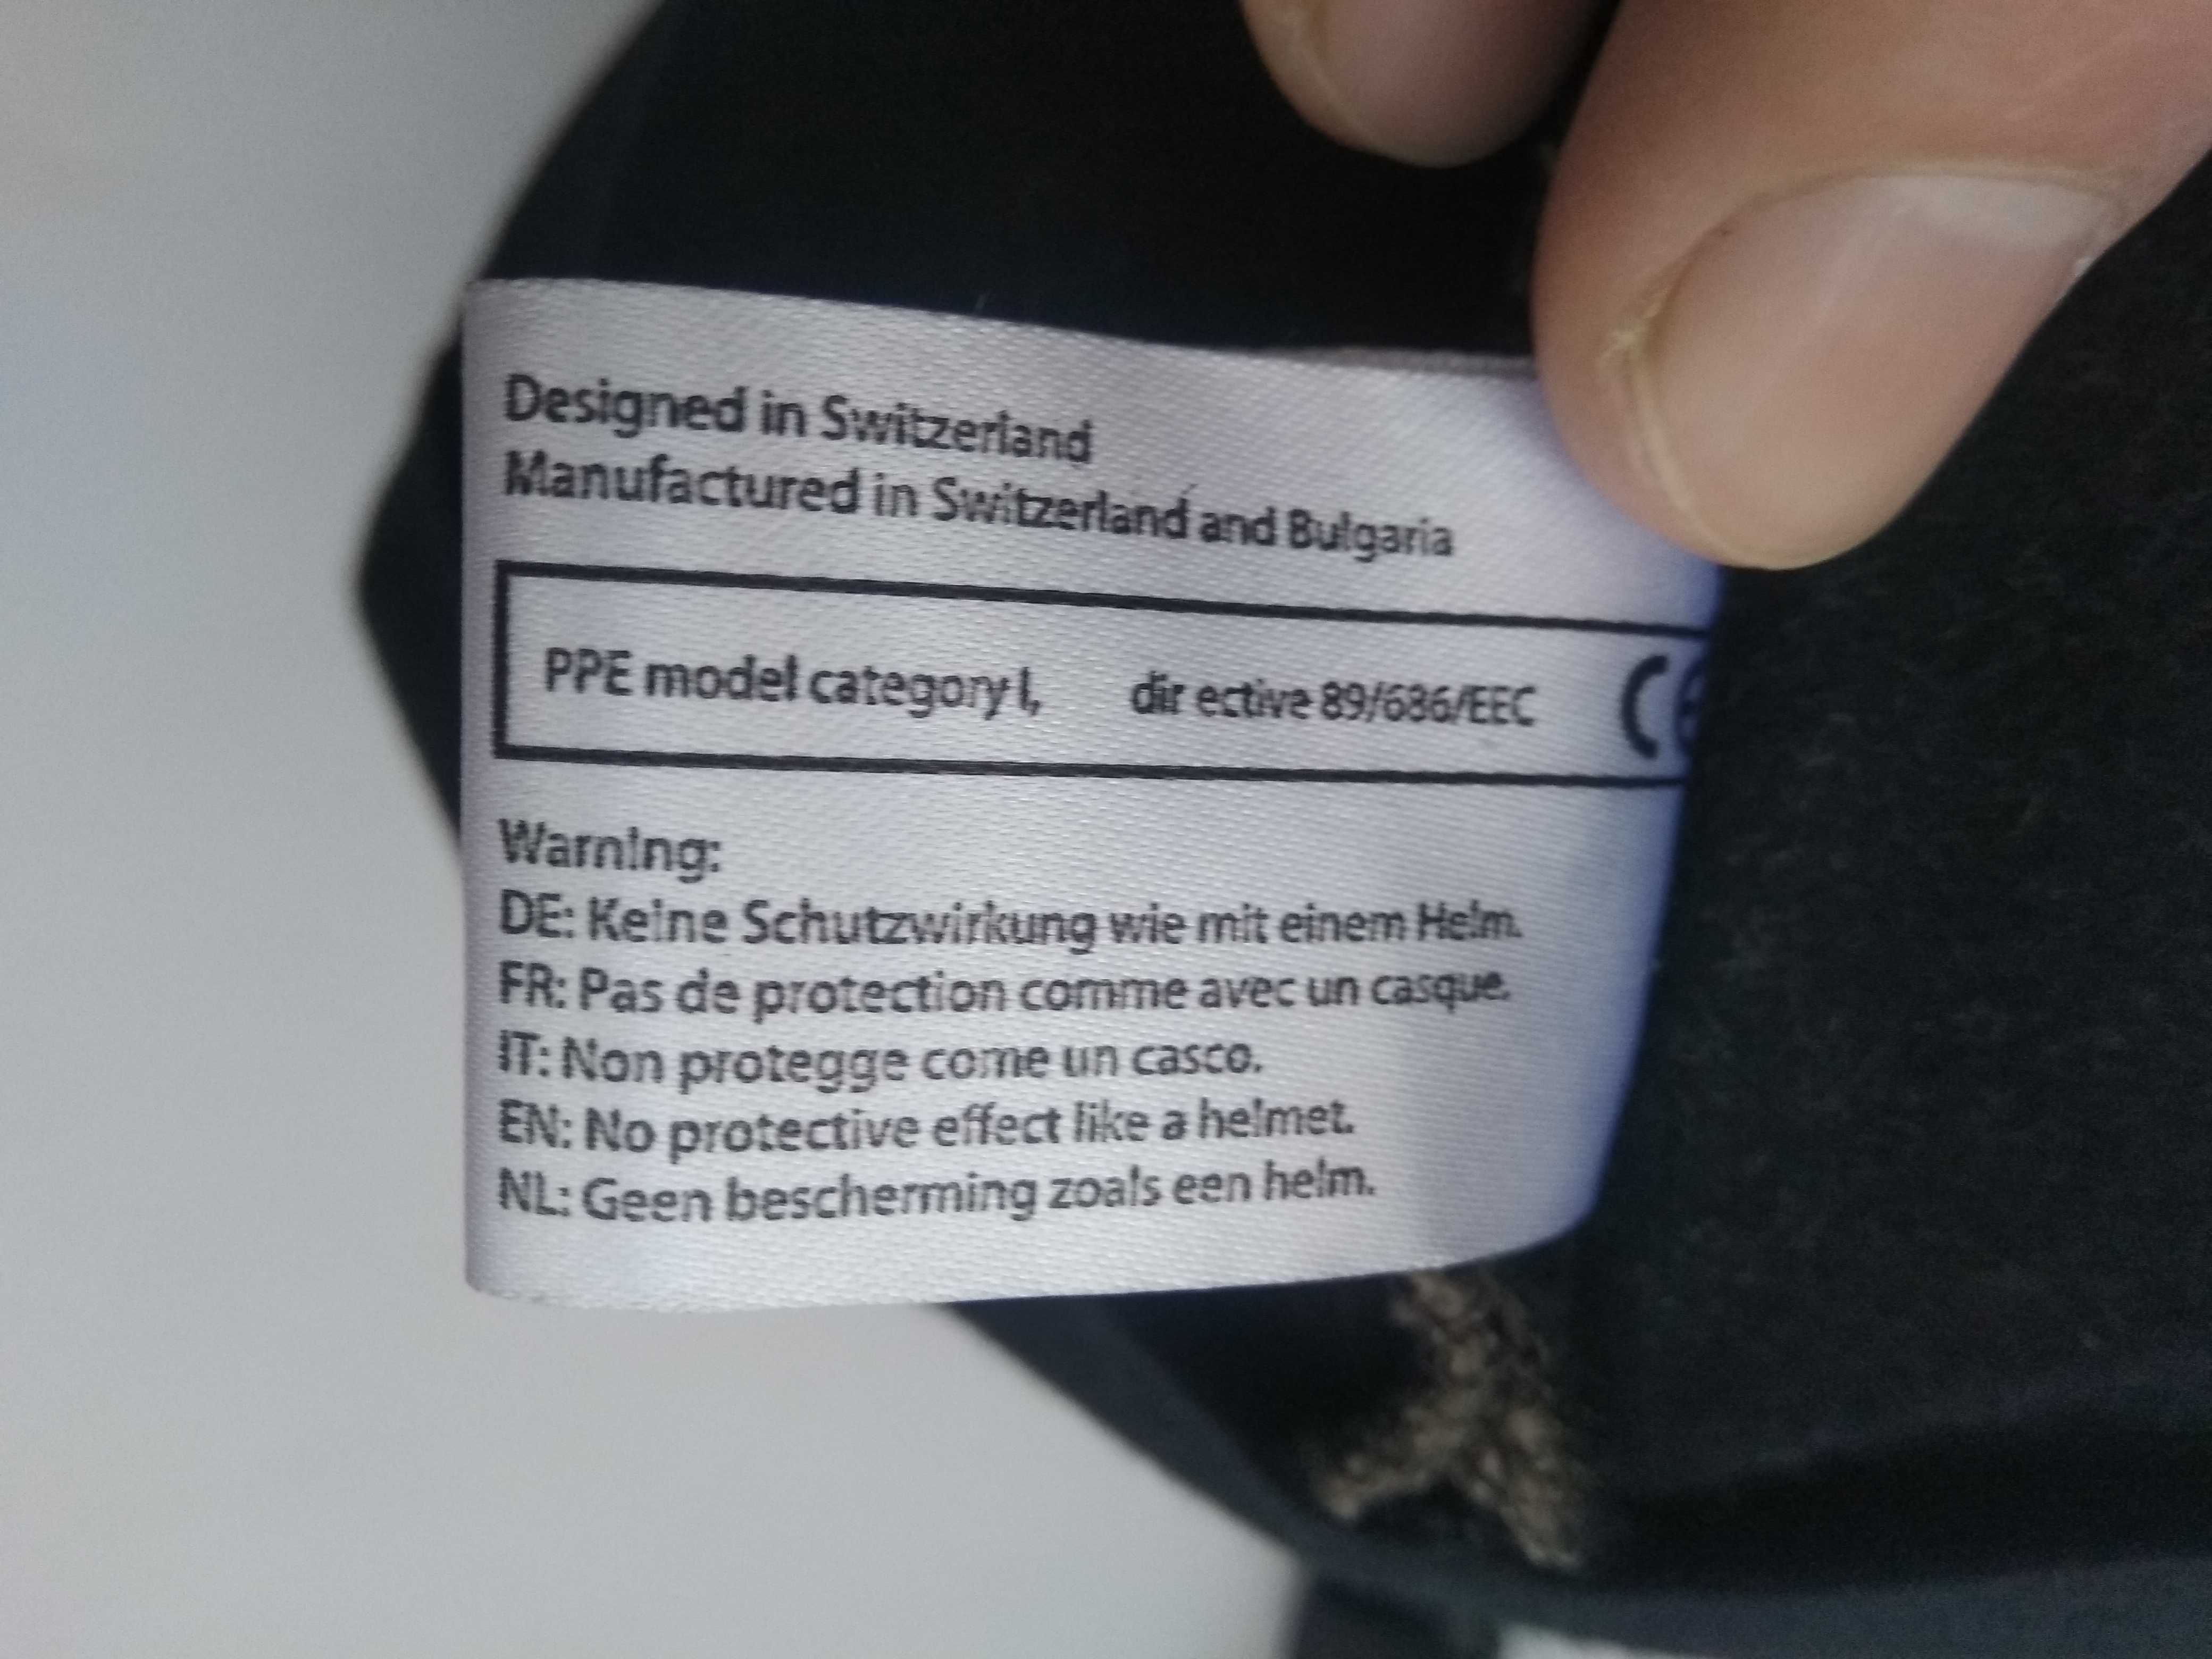 Designed in Switzerland
Manufactured in Switzerland and Bulgaria
PPE model category I, dir ective 89/686/EEC CE
Warning:
DE: Keine Schutzwirkung wie mit einem Helm.
FR: Pas de protection comme avec un casque.
IT: Non protegge come un casco.
EN: No protective effect like a helmet.
NL: Geen bescherming zoals een helm.